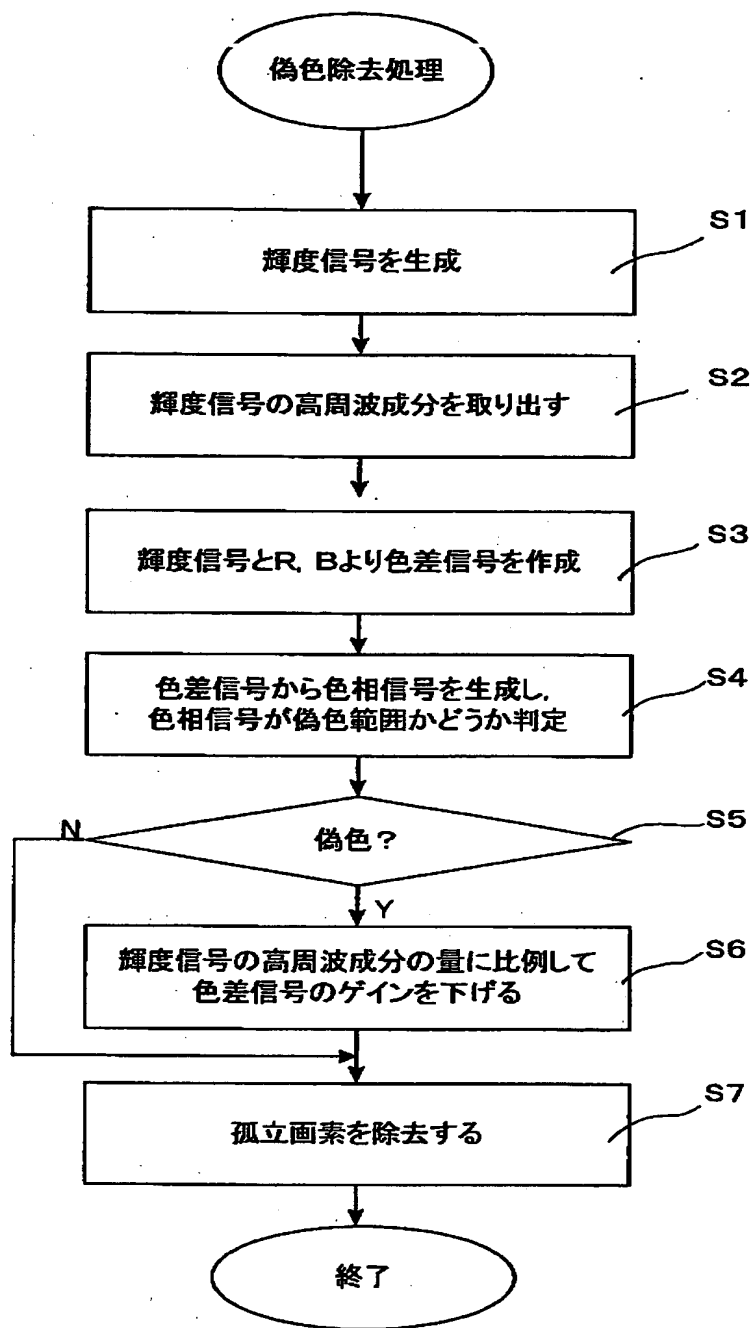 偽色除去処理
S1
輝度信号を生成
S2
輝度信号の高周波成分を取り出す
S3
輝度信号とR, Bより色差信号を作成
S4
色差信号から色相信号を生成し,
色相信号が偽色範囲かどうか判定
S5
N
偽色?
Y
S6
輝度信号の高周波成分の量に比例して
色差信号のゲインを下げる
S7
孤立画素を除去する
終了